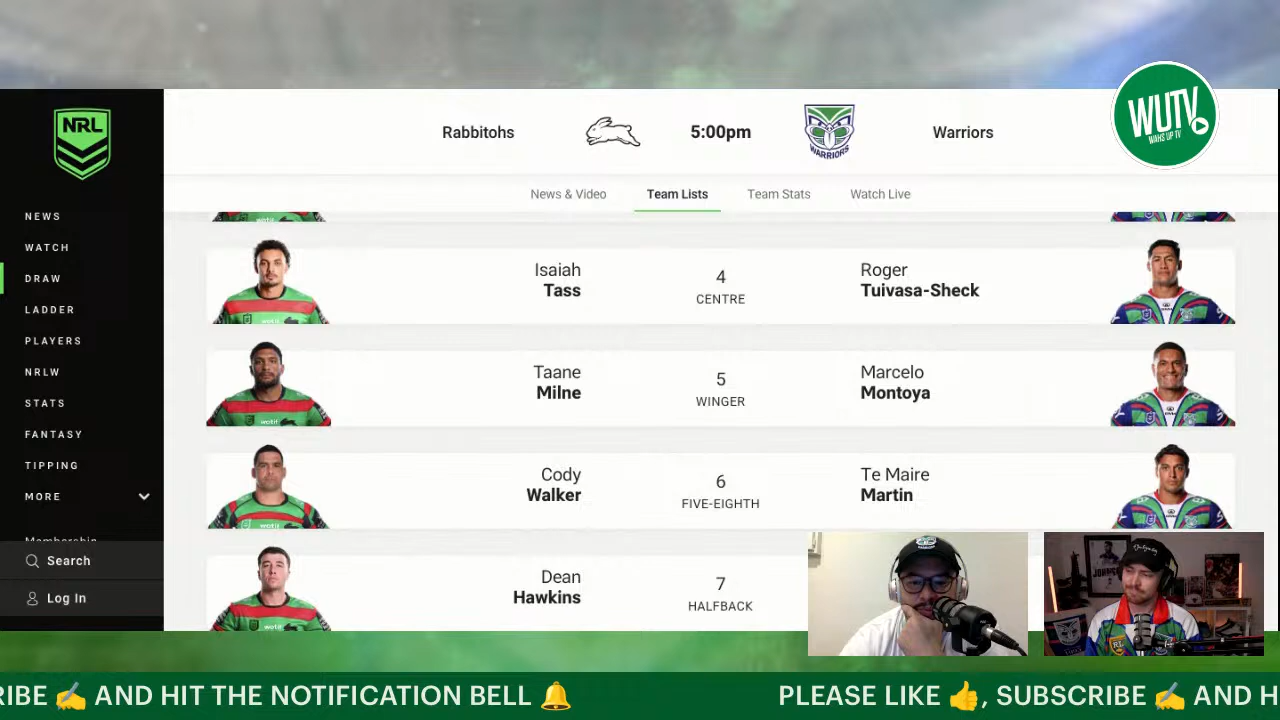 NRL
Rabbitohs
5:00pm
WARRIORS
Warriors
WUTV
WAHS UP TV
News & Video
Team Lists
Team Stats
Watch Live
NEWS
WATCH
DRAW
LADDER
PLAYERS
NRLW
STATS
FANTASY
TIPPING
MORE
Membership
Search
Log In
Isaiah
Tass
4
CENTRE
Roger
Tuivasa-Sheck
Taane
Milne
5
WINGER
Marcelo
Montoya
Cody
Walker
6
FIVE-EIGHTH
Te Maire
Martin
Dean
Hawkins
7
HALFBACK
RIBE ✍️ AND HIT THE NOTIFICATION BELL 🔔 PLEASE LIKE 👍, SUBSCRIBE ✍️ AND H